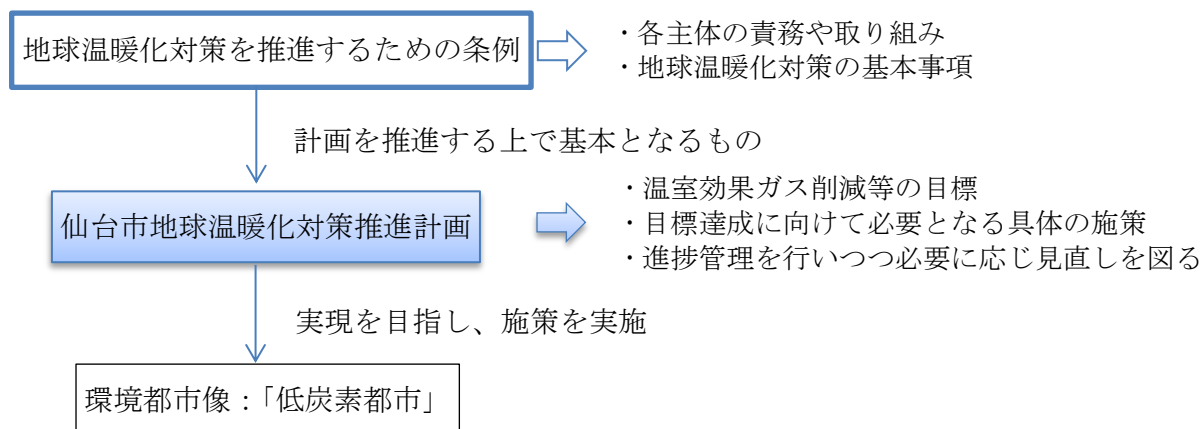 地球温暖化対策を推進するための条例
・各主体の責務や取り組み
・地球温暖化対策の基本事項
計画を推進する上で基本となるもの
仙台市地球温暖化対策推進計画
・温室効果ガス削減等の目標
・目標達成に向けて必要となる具体の施策
・進捗管理を行いつつ必要に応じ見直しを図る
実現を目指し、施策を実施
環境都市像：「低炭素都市」